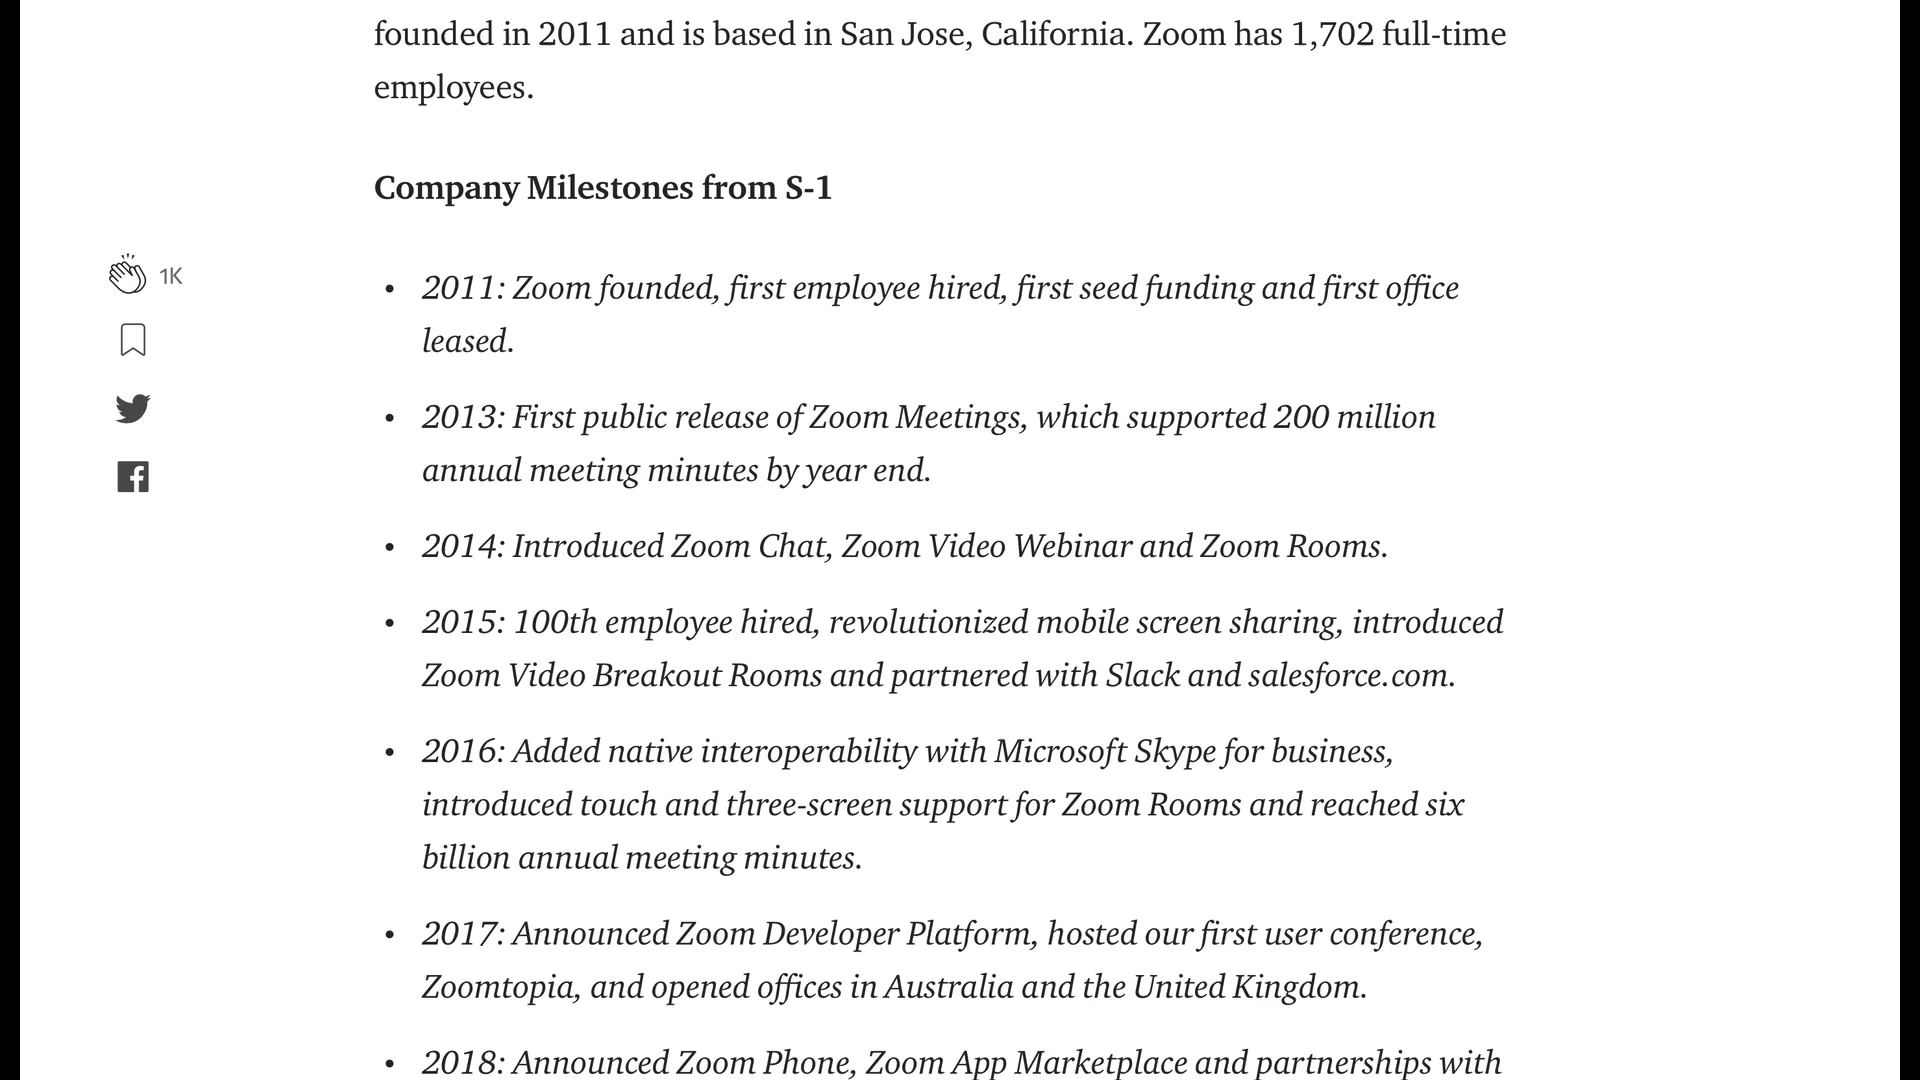 founded in 2011 and is based in San Jose, California. Zoom has 1,702 full-time
employees.
Company Milestones from S-1
1K
• 2011: Zoom founded, first employee hired, first seed funding and first office
leased.
• 2013: First public release of Zoom Meetings, which supported 200 million
annual meeting minutes by year end.
• 2014: Introduced Zoom Chat, Zoom Video Webinar and Zoom Rooms.
• 2015: 100th employee hired, revolutionized mobile screen sharing, introduced
Zoom Video Breakout Rooms and partnered with Slack and salesforce.com.
• 2016: Added native interoperability with Microsoft Skype for business,
introduced touch and three-screen support for Zoom Rooms and reached six
billion annual meeting minutes.
• 2017: Announced Zoom Developer Platform, hosted our first user conference,
Zoomtopia, and opened offices in Australia and the United Kingdom.
• 2018: Announced Zoom Phone, Zoom App Marketplace and partnerships with